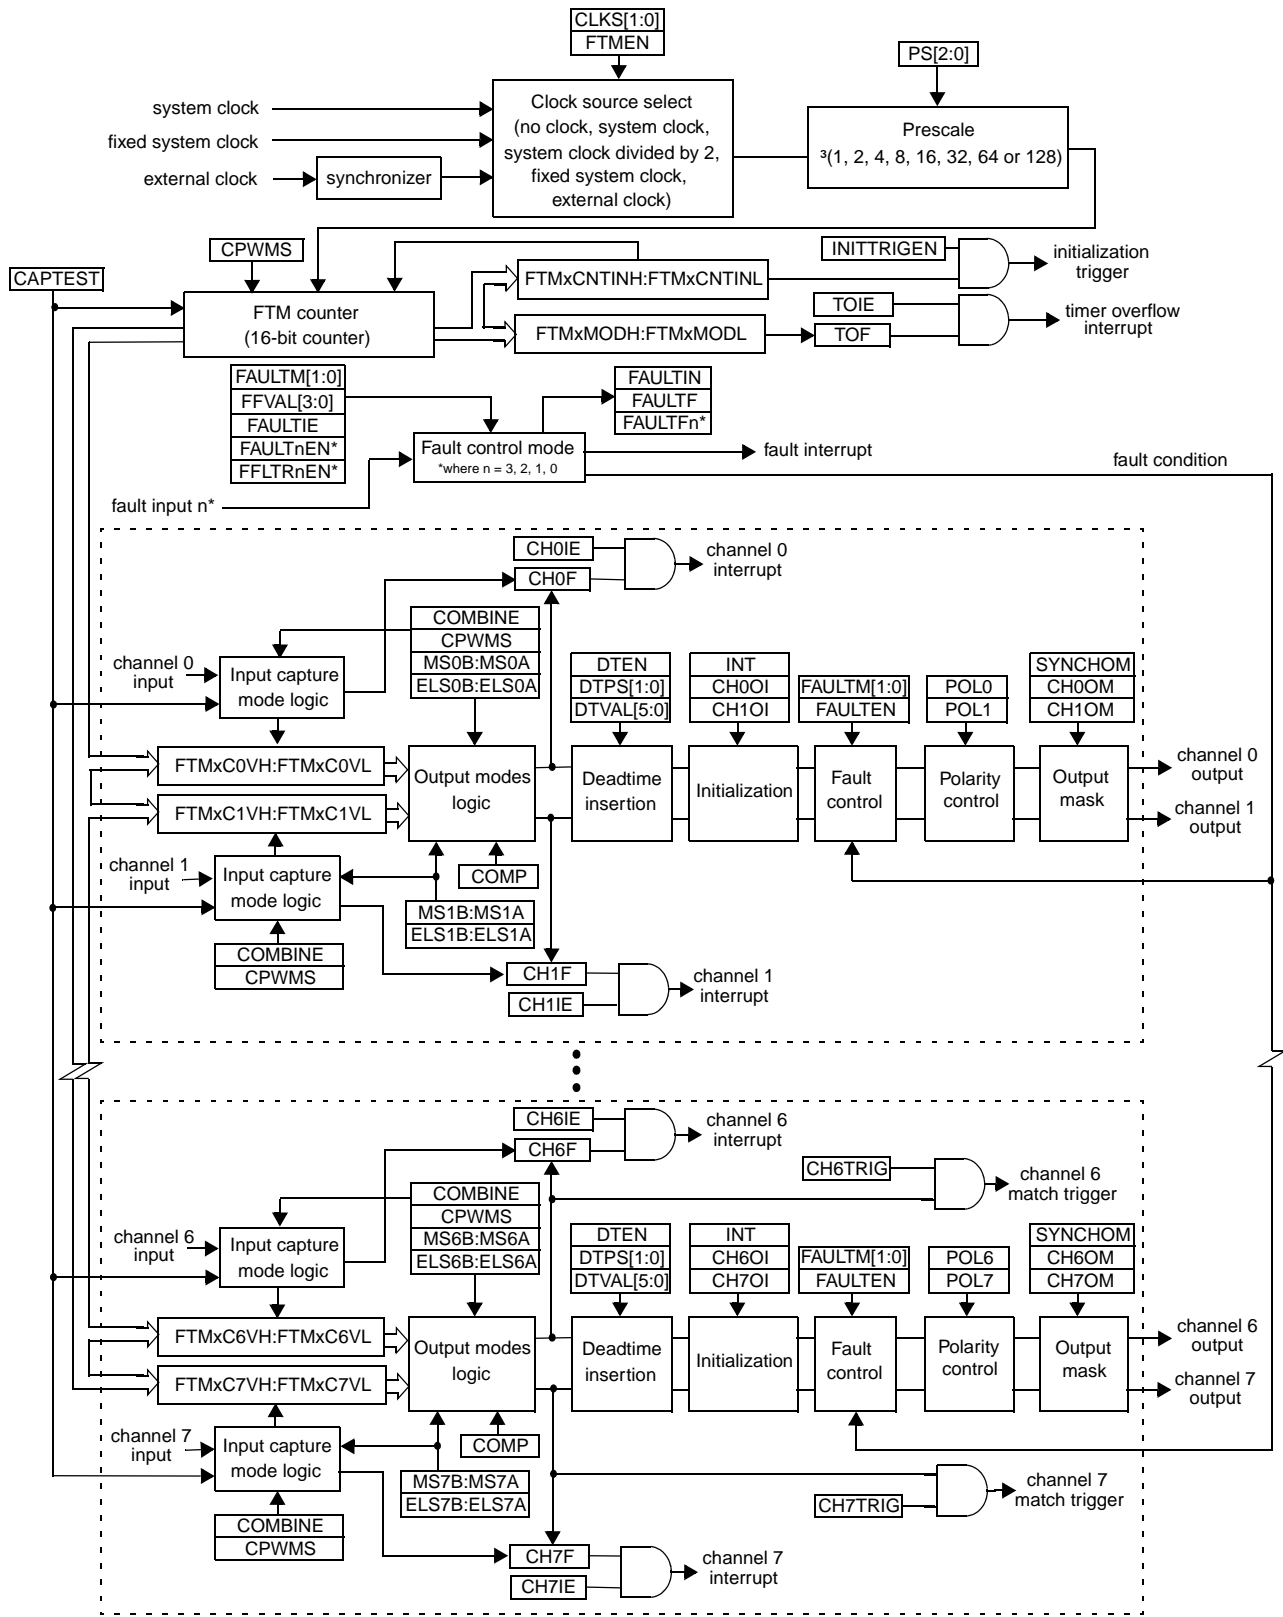 CLKS[1:0]
FTMEN
PS[2:0]
system clock
fixed system clock
external clock
synchronizer
Clock source select
(no clock, system clock,
system clock divided by 2,
fixed system clock,
external clock)
Prescale
³(1, 2, 4, 8, 16, 32, 64 or 128)
CPWMS
CAPTEST
FTM counter
(16-bit counter)
FTMxCNTINH:FTMxCNTINL
FTMxMODH:FTMxMODL
INITTRIGEN
initialization
trigger
TOIE
TOF
timer overflow
interrupt
FAULTM[1:0]
FFVAL[3:0]
FAULTIE
FAULTnEN*
FFLTRnEN*
FAULTIN
FAULTF
FAULTFn*
Fault control mode
*where n = 3, 2, 1, 0
fault interrupt
fault condition
fault input n*
CH0IE
CH0F
channel 0
interrupt
COMBINE
CPWMS
MS0B:MS0A
ELS0B:ELS0A
channel 0
input
Input capture
mode logic
DTEN
DTPS[1:0]
DTVAL[5:0]
INT
CH0OI
CH1OI
FAULTM[1:0]
FAULTEN
POL0
POL1
SYNCHOM
CH0OM
CH1OM
FTMxC0VH:FTMxC0VL
FTMxC1VH:FTMxC1VL
Output modes
logic
Deadtime
insertion
Initialization
Fault
control
Polarity
control
Output
mask
channel 0
output
channel 1
output
channel 1
input
Input capture
mode logic
COMP
MS1B:MS1A
ELS1B:ELS1A
COMBINE
CPWMS
CH1F
CH1IE
channel 1
interrupt
CH6IE
CH6F
channel 6
interrupt
CH6TRIG
channel 6
match trigger
COMBINE
CPWMS
MS6B:MS6A
ELS6B:ELS6A
channel 6
input
Input capture
mode logic
DTEN
DTPS[1:0]
DTVAL[5:0]
INT
CH6OI
CH7OI
FAULTM[1:0]
FAULTEN
POL6
POL7
SYNCHOM
CH6OM
CH7OM
FTMxC6VH:FTMxC6VL
FTMxC7VH:FTMxC7VL
Output modes
logic
Deadtime
insertion
Initialization
Fault
control
Polarity
control
Output
mask
channel 6
output
channel 7
output
channel 7
input
Input capture
mode logic
COMP
MS7B:MS7A
ELS7B:ELS7A
CH7TRIG
channel 7
match trigger
COMBINE
CPWMS
CH7F
CH7IE
channel 7
interrupt